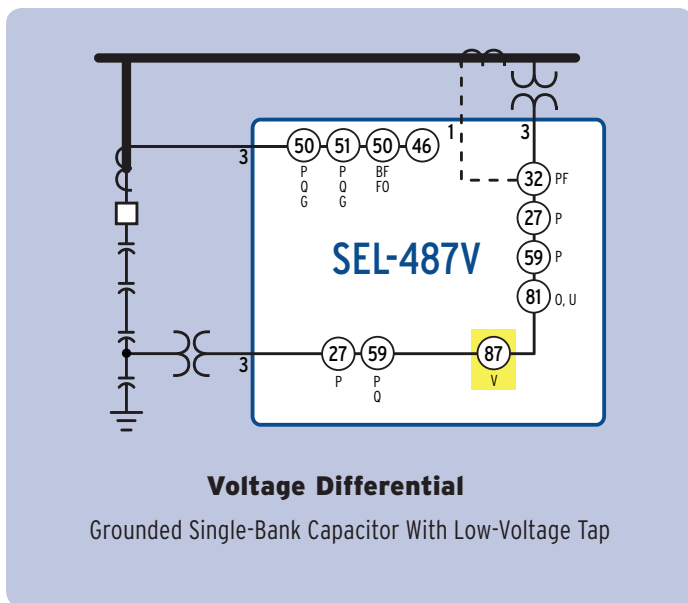 1
3
3
50 51 50 46
P P BF
Q Q FO
G G
32 PF
27 P
59 P
81 O, U
SEL-487V
3
27 59 87
P P V
Q
Voltage Differential
Grounded Single-Bank Capacitor With Low-Voltage Tap